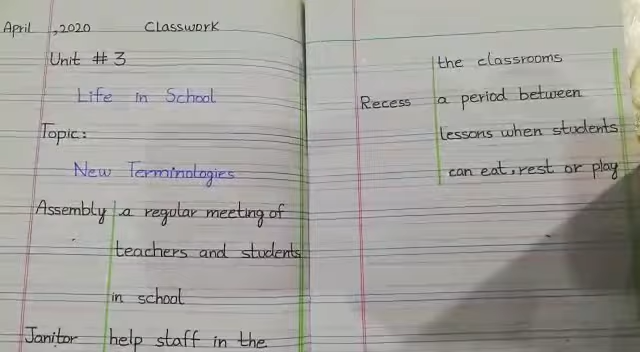 April ,2020 Classwork
Unit # 3
Life in School
Topic:
New Terminologies
Assembly a regular meeting of
teachers and students
in school
Janitor help staff in the
the classrooms
Recess a period between
lessons when students
can eat, rest or play